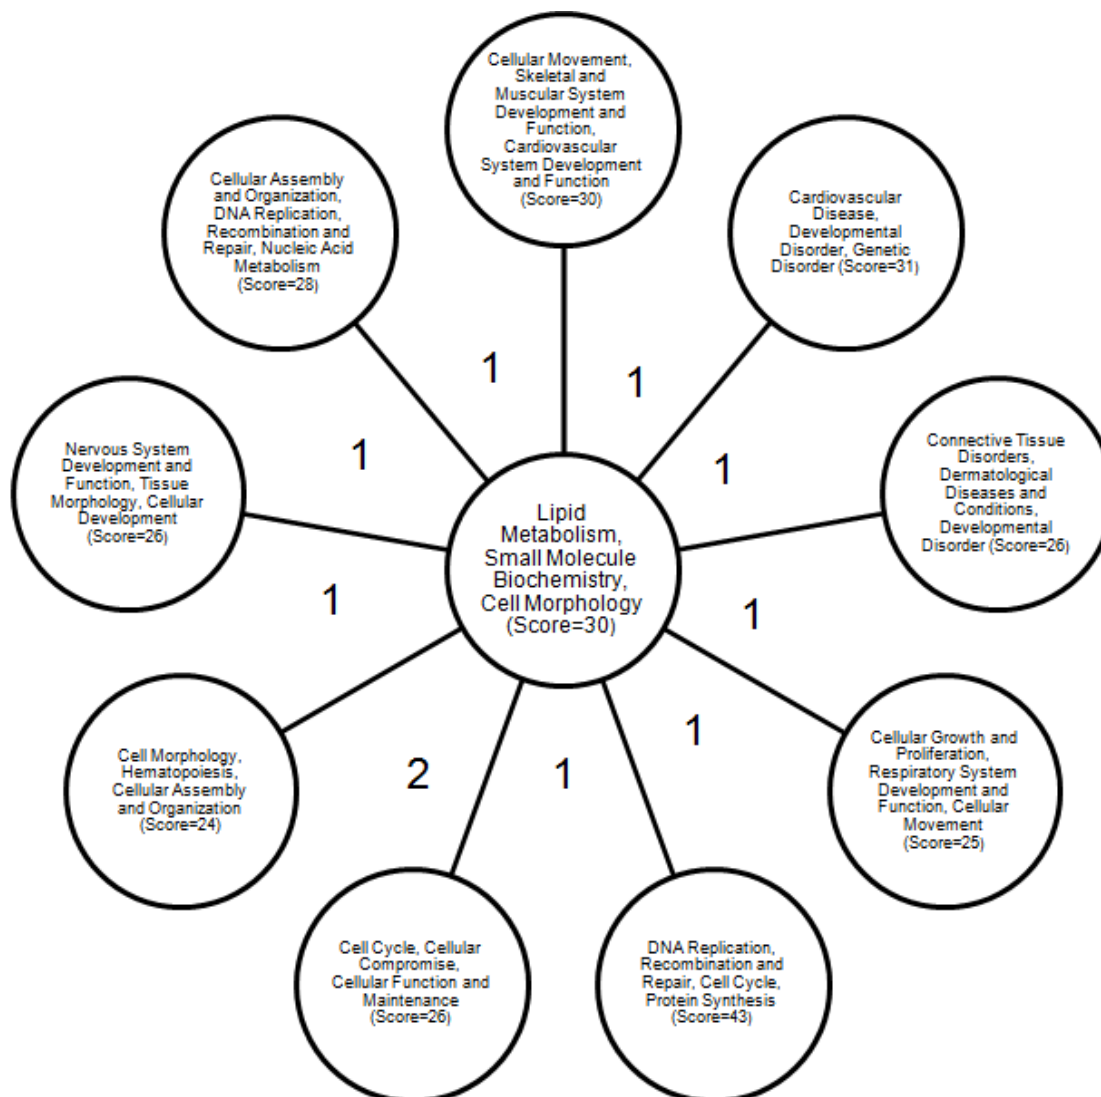 Cellular Movement,
Skeletal and
Muscular System
Development and
Function,
Cardiovascular
System Development
and Function
(Score=30)
Cellular Assembly
and Organization,
DNA Replication,
Recombination and
Repair, Nucleic Acid
Metabolism
(Score=28)
Cardiovascular
Disease,
Developmental
Disorder, Genetic
Disorder (Score=31)
1
1
Nervous System
Development and
Function, Tissue
Morphology, Cellular
Development
(Score=26)
1
1
Connective Tissue
Disorders,
Dermatological
Diseases and
Conditions,
Developmental
Disorder (Score=26)
Lipid
Metabolism,
Small Molecule
Biochemistry,
Cell Morphology
(Score=30)
1
1
Cell Morphology,
Hematopoiesis,
Cellular Assembly
and Organization
(Score=24)
2
1
1
Cellular Growth and
Proliferation,
Respiratory System
Development and
Function, Cellular
Movement
(Score=25)
Cell Cycle, Cellular
Compromise,
Cellular Function and
Maintenance
(Score=26)
DNA Replication,
Recombination and
Repair, Cell Cycle,
Protein Synthesis
(Score=43)